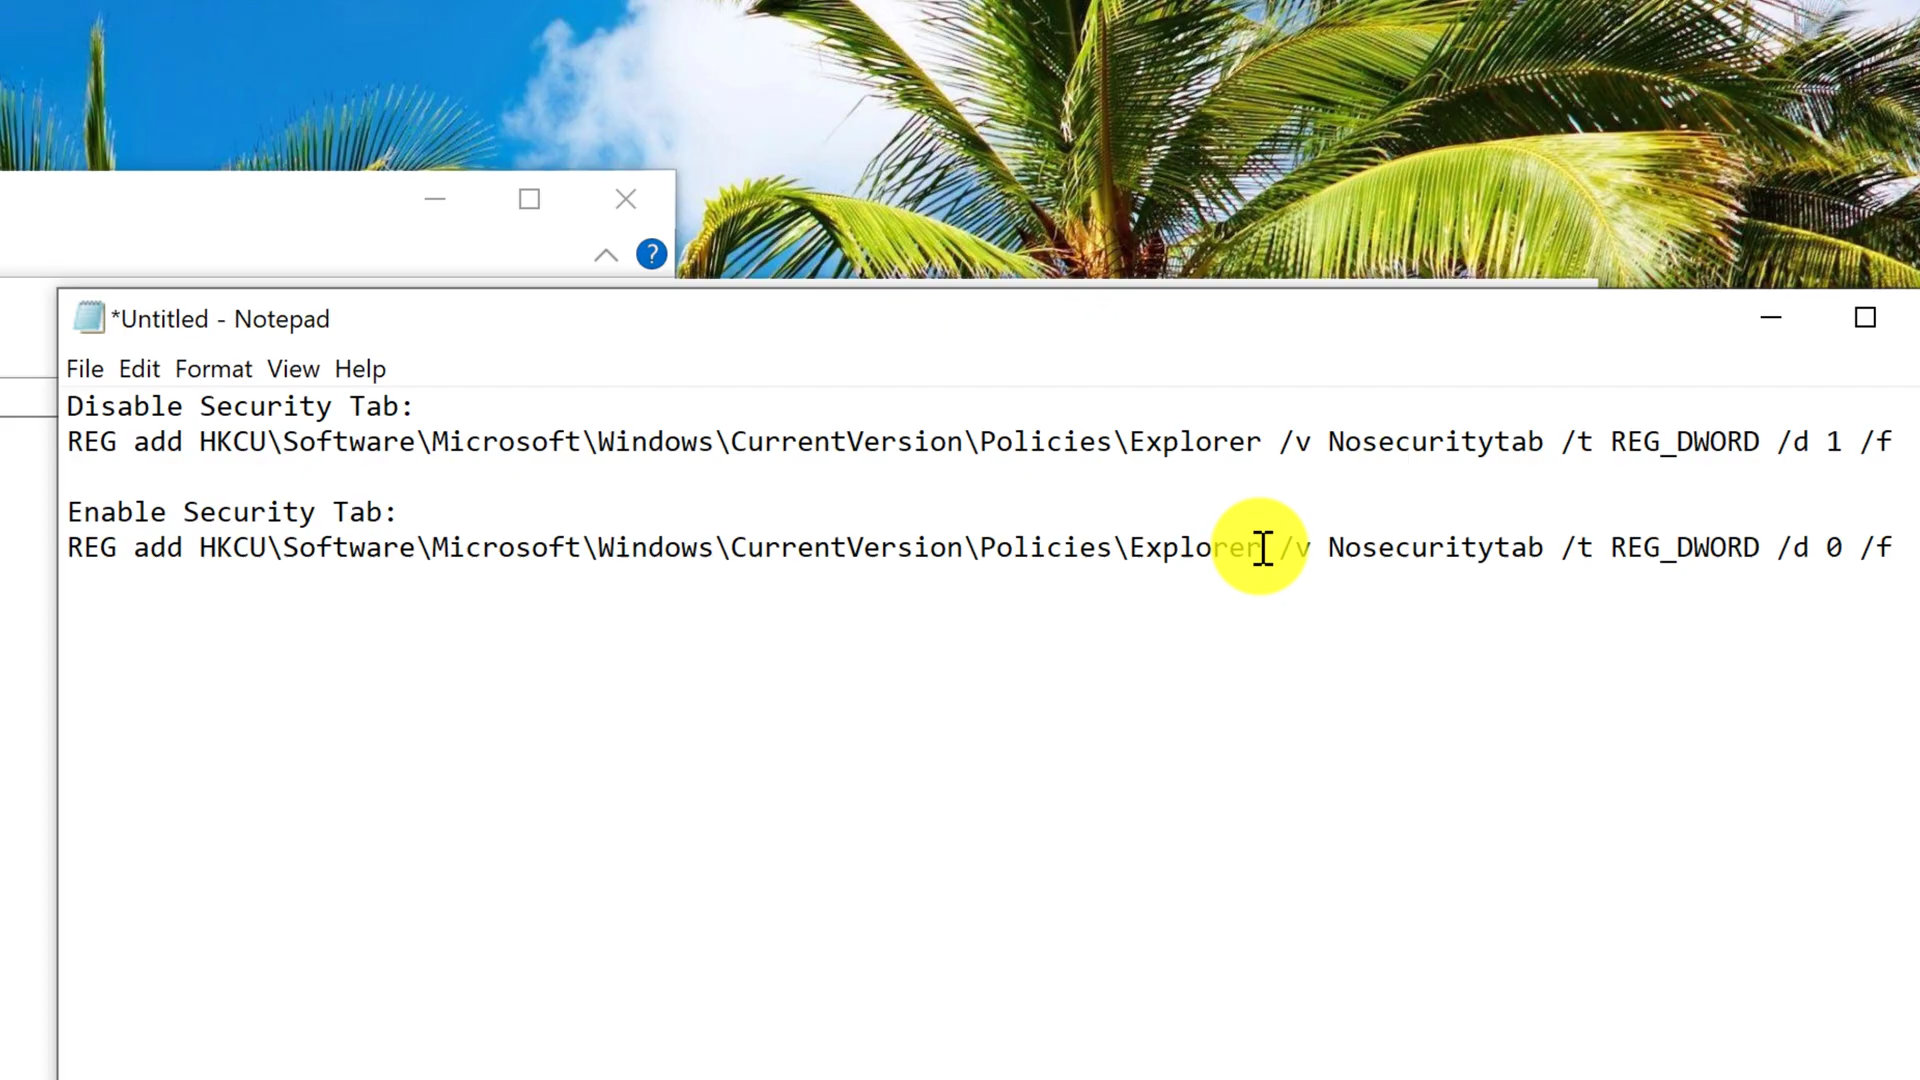 ?
*Untitled - Notepad
File Edit Format View Help
Disable Security Tab:
REG add HKCU\Software\Microsoft\Windows\CurrentVersion\Policies\Explorer /v Nosecuritytab /t REG_DWORD /d 1 /f
Enable Security Tab:
REG add HKCU\Software\Microsoft\Windows\CurrentVersion\Policies\Explorer /v Nosecuritytab /t REG_DWORD /d 0 /f